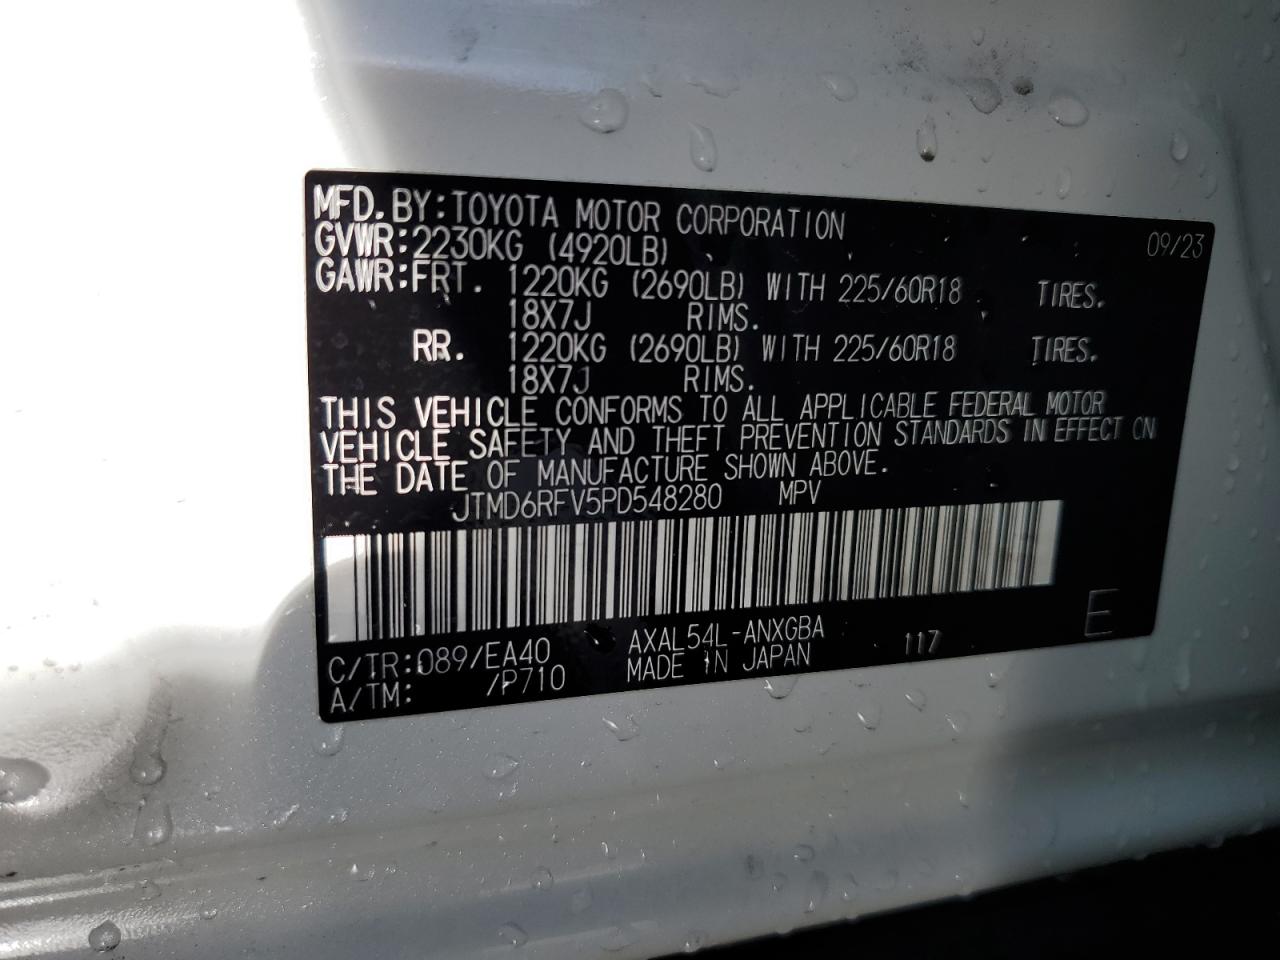 MFD. BY: TOYOTA MOTOR CORPORATION 09/23
GVWR: 2230KG (4920LB)
GAWR: FRT. 1220KG (2690LB) WITH 225/60R18 TIRES.
18X7J RIMS.
RR. 1220KG (2690LB) WITH 225/60R18 TIRES.
18X7J RIMS.
THIS VEHICLE CONFORMS TO ALL APPLICABLE FEDERAL MOTOR
VEHICLE SAFETY AND THEFT PREVENTION STANDARDS IN EFFECT ON
THE DATE OF MANUFACTURE SHOWN ABOVE.
JTMD6RFV5PD548280 MPV
C/TR: 089/EA40 AXAL54L-ANXGBA 117 E
A/TM: /P710 MADE IN JAPAN